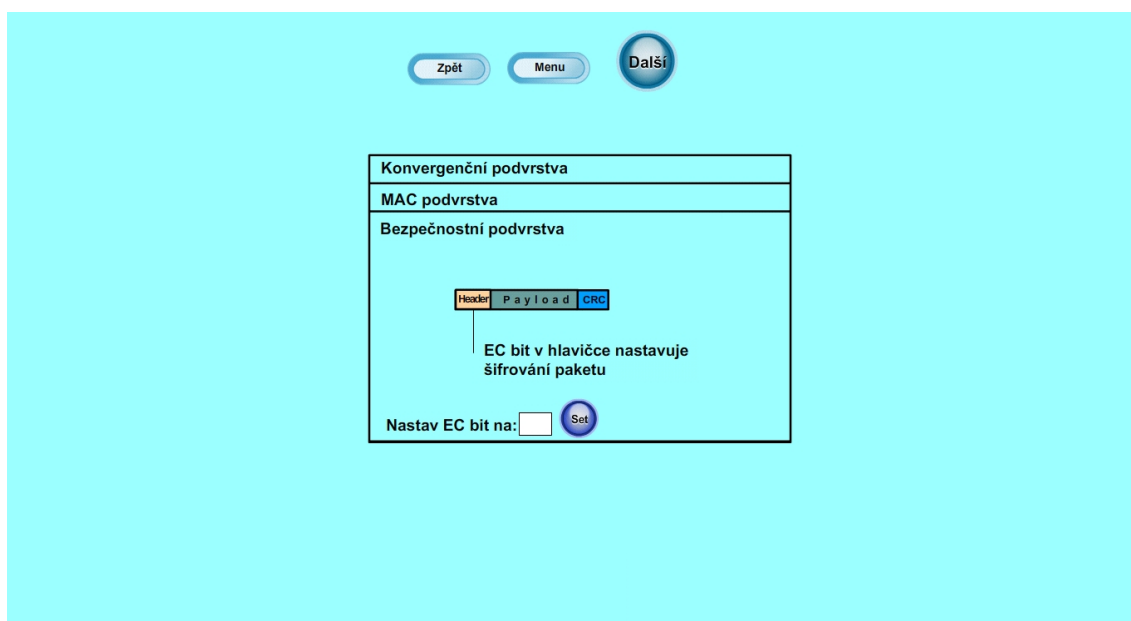 Zpět
Menu
Další
Konvergenční podvrstva
MAC podvrstva
Bezpečnostní podvrstva
Header Payload CRC
EC bit v hlavičce nastavuje
šifrování paketu
Nastav EC bit na: Set